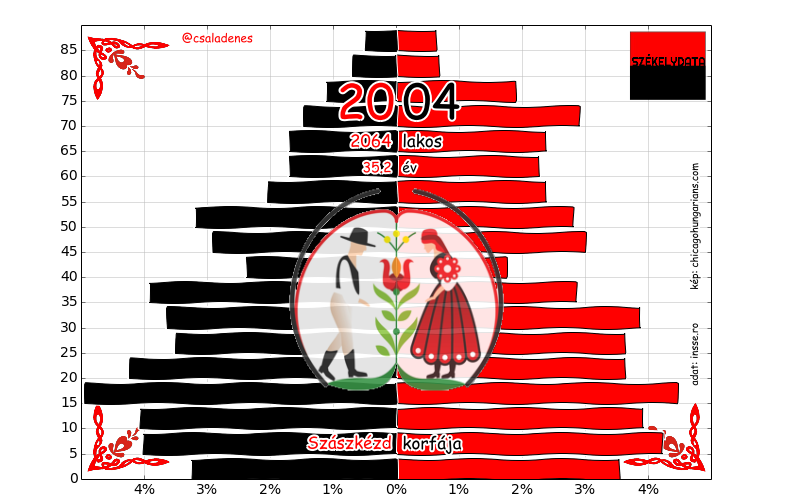 @csaladenes
SZÉKELYDATA
2004
2064 lakos
35.2 év
kép: chicagohungarians.com
adat: insse.ro
Szászkézd korfája
85
80
75
70
65
60
55
50
45
40
35
30
25
20
15
10
5
0
4% 3% 2% 1% 0% 1% 2% 3% 4%